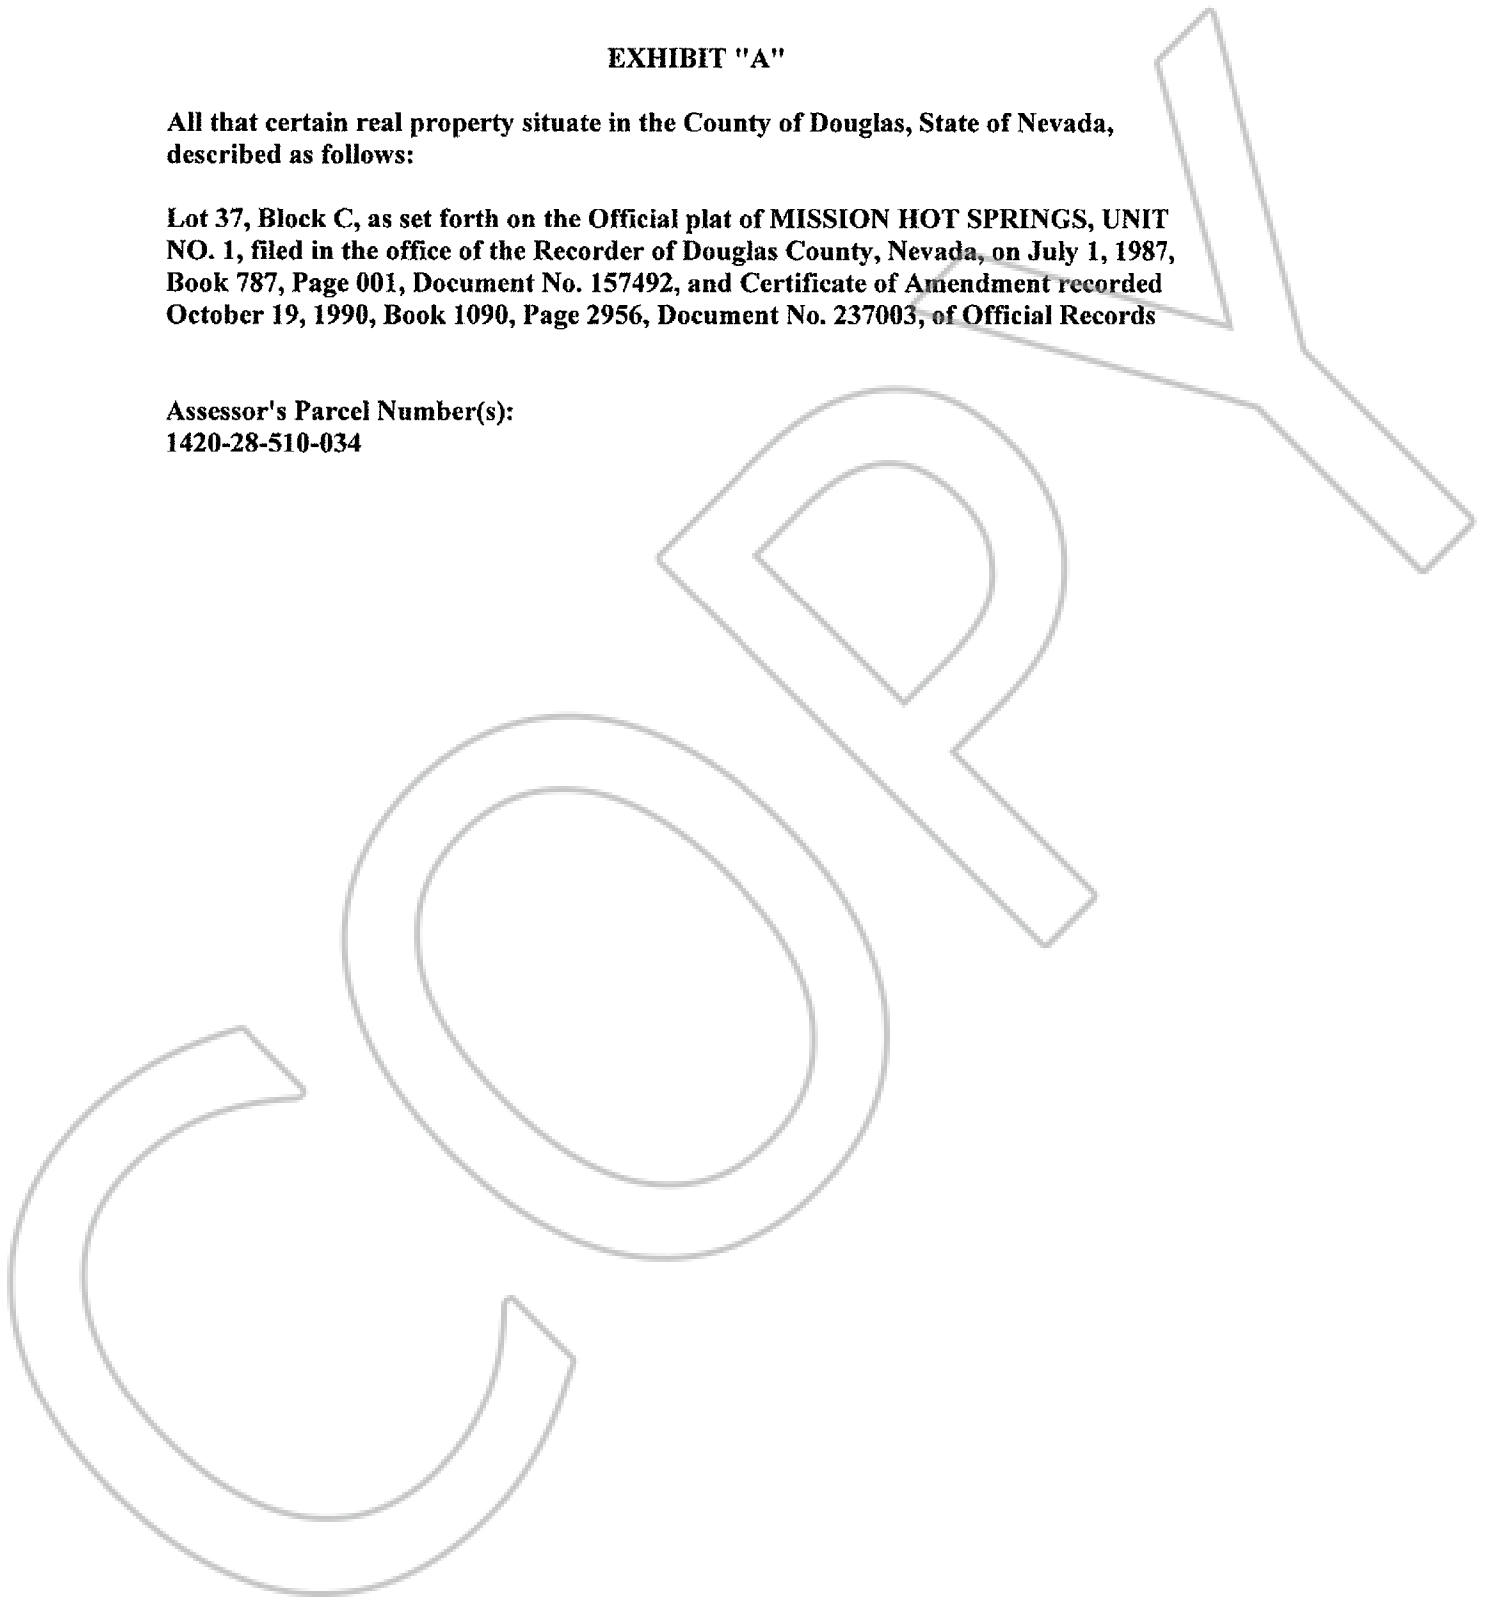 EXHIBIT "A"
All that certain real property situate in the County of Douglas, State of Nevada,
described as follows:
Lot 37, Block C, as set forth on the Official plat of MISSION HOT SPRINGS, UNIT
NO. 1, filed in the office of the Recorder of Douglas County, Nevada, on July 1, 1987,
Book 787, Page 001, Document No. 157492, and Certificate of Amendment recorded
October 19, 1990, Book 1090, Page 2956, Document No. 237003, of Official Records
Assessor's Parcel Number(s):
1420-28-510-034
COPY